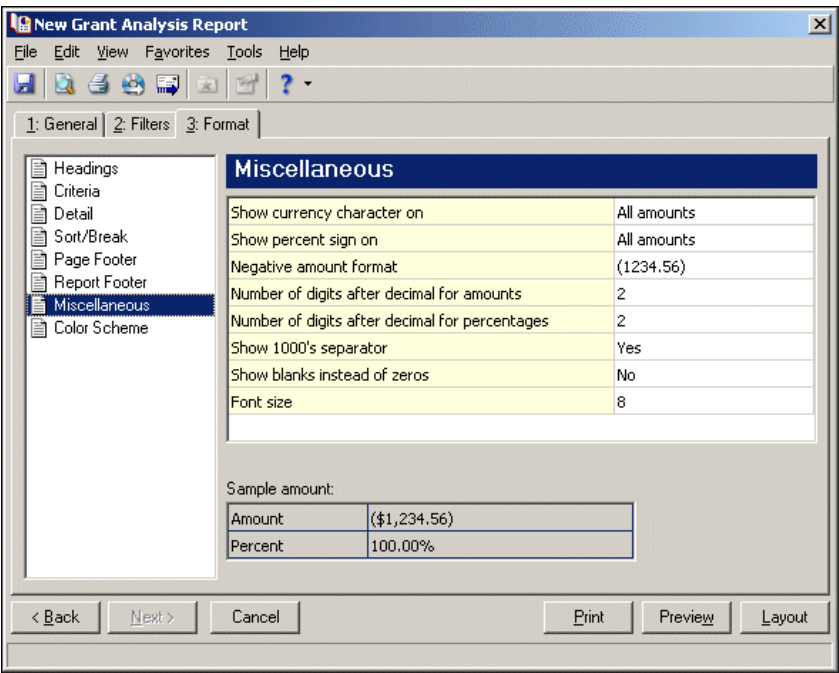 New Grant Analysis Report
File Edit View Favorites Tools Help
1: General 2: Filters 3: Format
Headings
Criteria
Detail
Sort/Break
Page Footer
Report Footer
Miscellaneous
Color Scheme
Miscellaneous
Show currency character on All amounts
Show percent sign on All amounts
Negative amount format (1234.56)
Number of digits after decimal for amounts 2
Number of digits after decimal for percentages 2
Show 1000's separator Yes
Show blanks instead of zeros No
Font size 8
Sample amount:
Amount ($1,234.56)
Percent 100.00%
< Back Next > Cancel Print Preview Layout